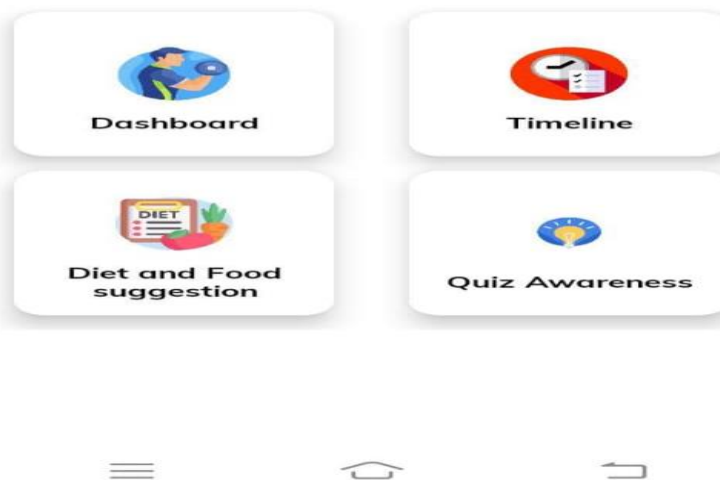 Dashboard
Timeline
DIET
Diet and Food
suggestion
Quiz Awareness